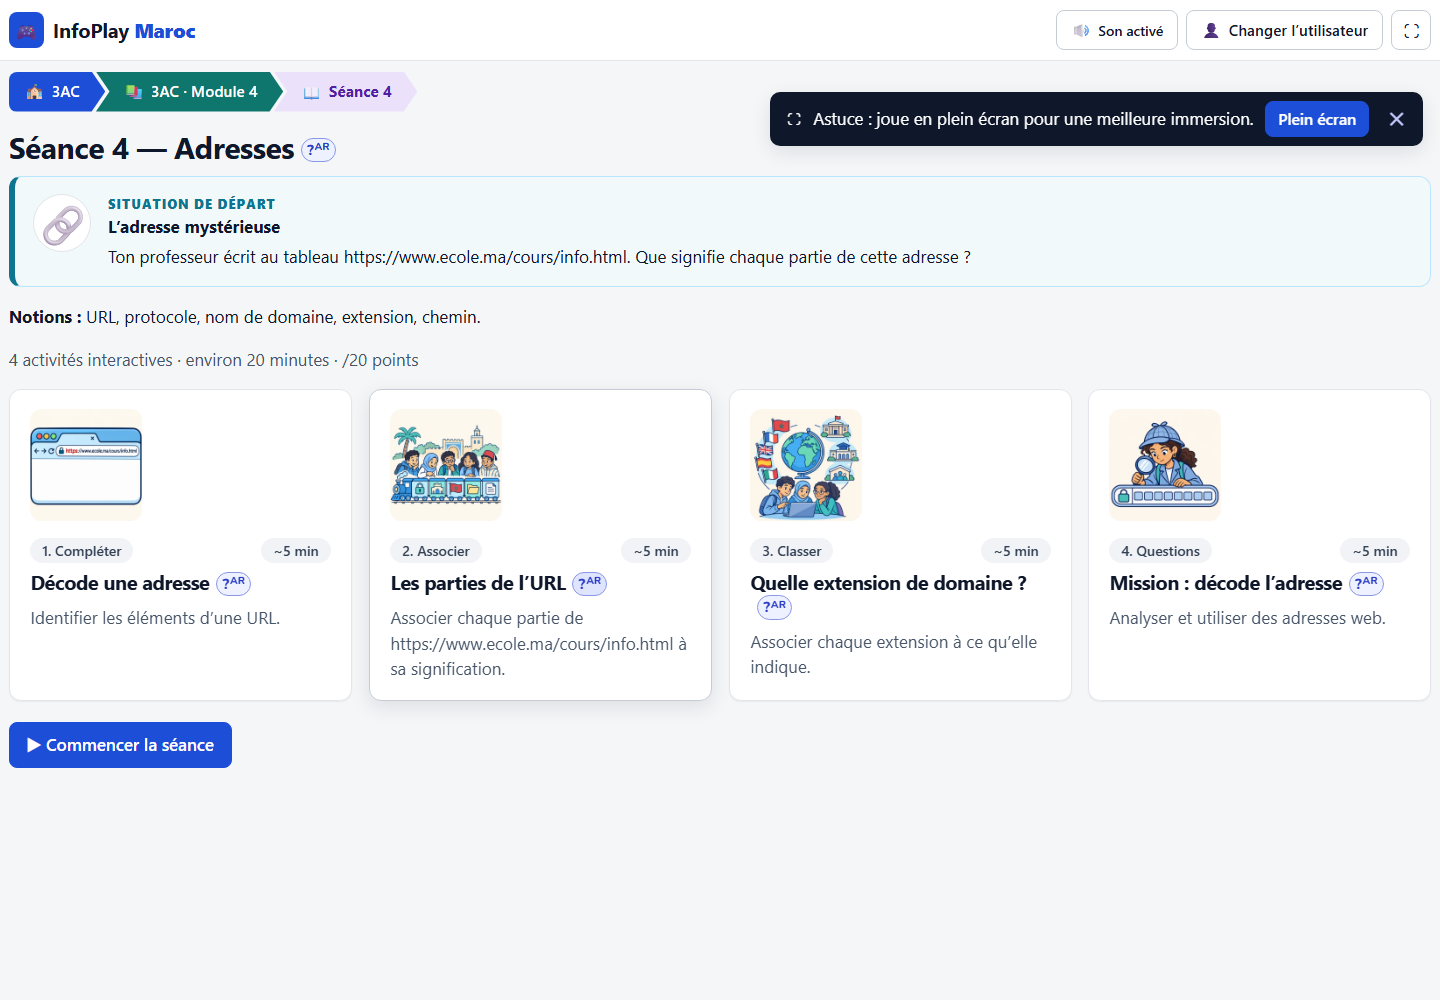 InfoPlay Maroc
Son activé
Changer l’utilisateur
3AC
3AC · Module 4
Séance 4
Astuce : joue en plein écran pour une meilleure immersion.
Plein écran
Séance 4 — Adresses ?AR
SITUATION DE DÉPART
L’adresse mystérieuse
Ton professeur écrit au tableau https://www.ecole.ma/cours/info.html. Que signifie chaque partie de cette adresse ?
Notions : URL, protocole, nom de domaine, extension, chemin.
4 activités interactives · environ 20 minutes · /20 points
https://www.ecole.ma/cours/info.html
1. Compléter
~5 min
Décode une adresse ?AR
Identifier les éléments d’une URL.
2. Associer
~5 min
Les parties de l’URL ?AR
Associer chaque partie de
https://www.ecole.ma/cours/info.html à
sa signification.
3. Classer
~5 min
Quelle extension de domaine ?
?AR
Associer chaque extension à ce qu’elle
indique.
4. Questions
~5 min
Mission : décode l’adresse ?AR
Analyser et utiliser des adresses web.
▶ Commencer la séance